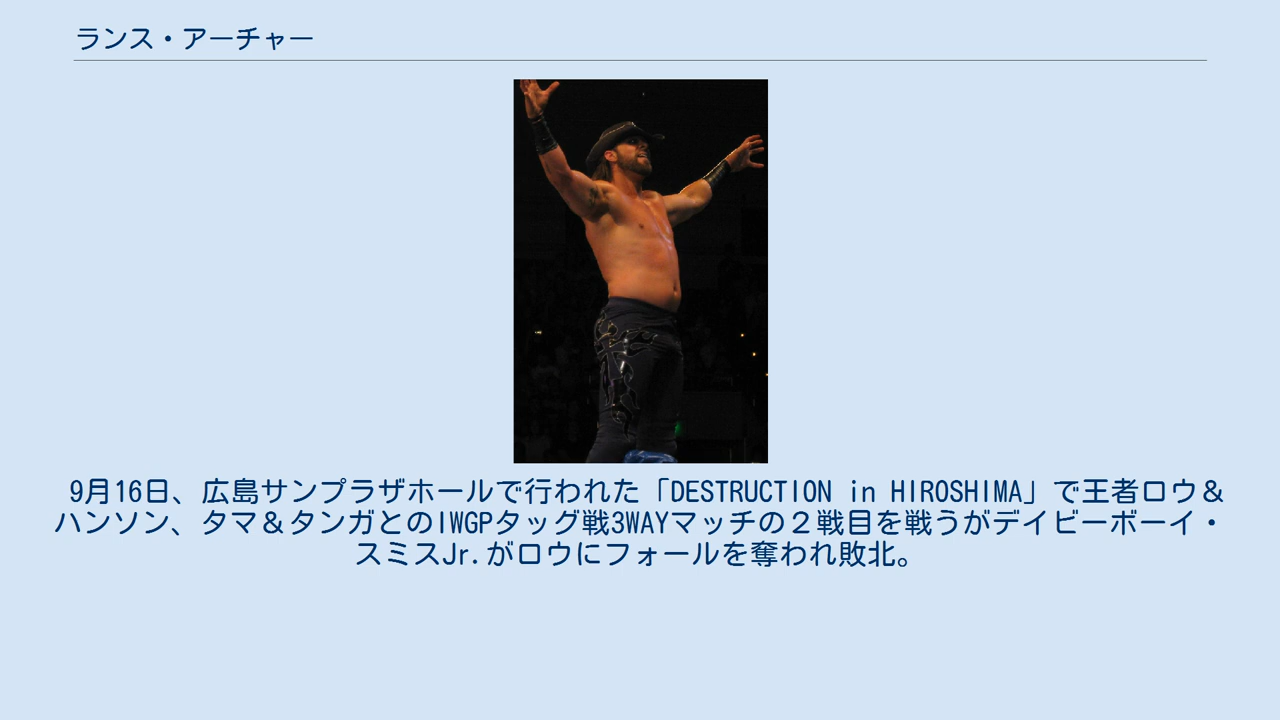 ランス・アーチャー
9月16日、広島サンプラザホールで行われた「DESTRUCTION in HIROSHIMA」で王者ロウ＆
ハンソン、タマ＆タンガとのIWGPタッグ戦3WAYマッチの２戦目を戦うがデイビーボーイ・
スミスJr.がロウにフォールを奪われ敗北。